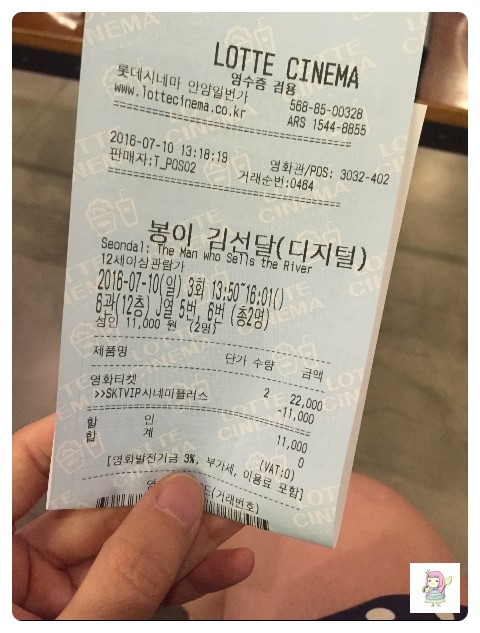 LOTTE CINEMA
영수증 겸용
롯데시네마 안암일번가 568-85-00328
www.lottecinema.co.kr ARS 1544-8855
2016-07-10 13:18:19 영화관/POS: 3032-402
판매자:T_POS02 거래순번:0484
봉이 김선달(디지털)
Seondal: The Man who Sells the River
12세이상관람가
2016-07-10(일) 3회 13:50~16:01()
6관(12층) J열 5번, 6번 (총2명)
성인 11,000 원 (2명)
제품명 단가 수량 금액
영화티켓 2 22,000
>>SKTVIP시네마플러스 -11,000
할 인 11,000
합 계 0
(VAT:0)
[영화발전기금 3%, 부가세, 이용료 포함]
(거래번호)